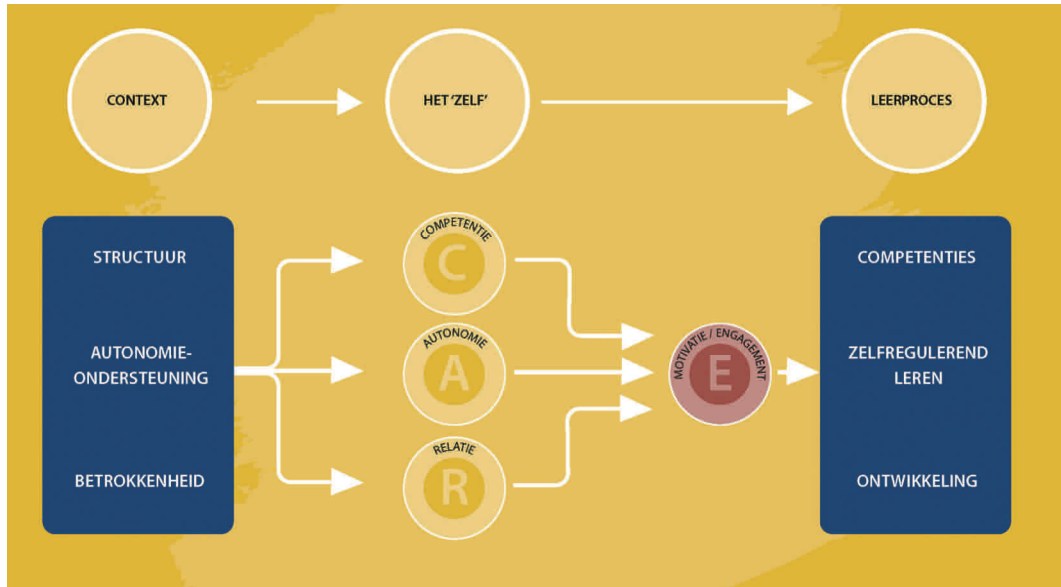 CONTEXT
HET 'ZELF'
LEERPROCES
STRUCTUUR
AUTONOMIE-
ONDERSTEUNING
BETROKKENHEID
COMPETENTIE
C
AUTONOMIE
A
RELATIE
R
MOTIVATIE / ENGAGEMENT
E
COMPETENTIES
ZELFREGULEREND
LEREN
ONTWIKKELING